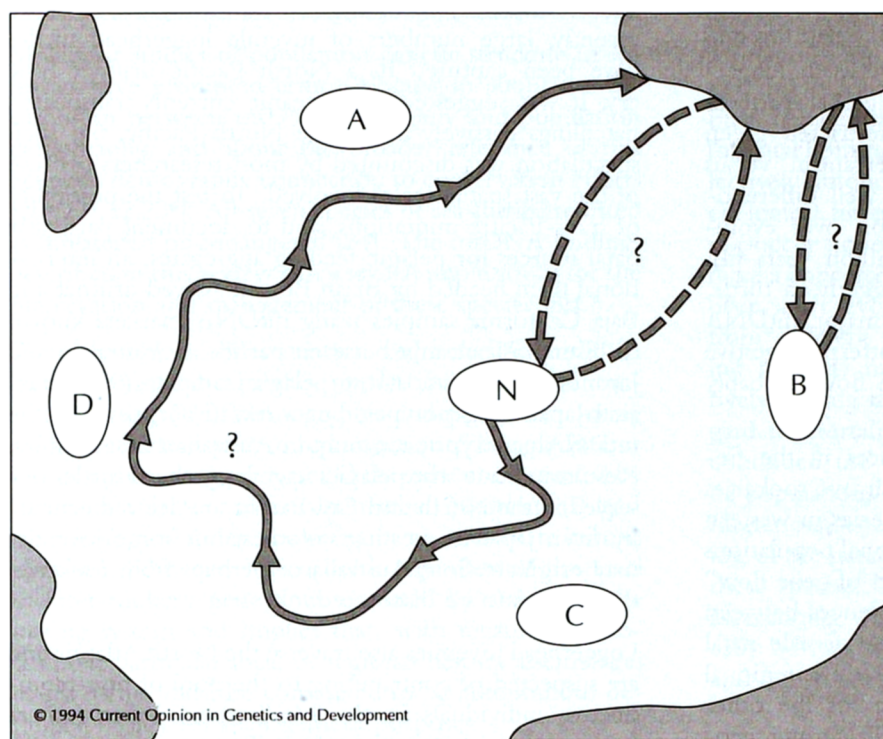 A
?
?
N
B
D
?
C
© 1994 Current Opinion in Genetics and Development